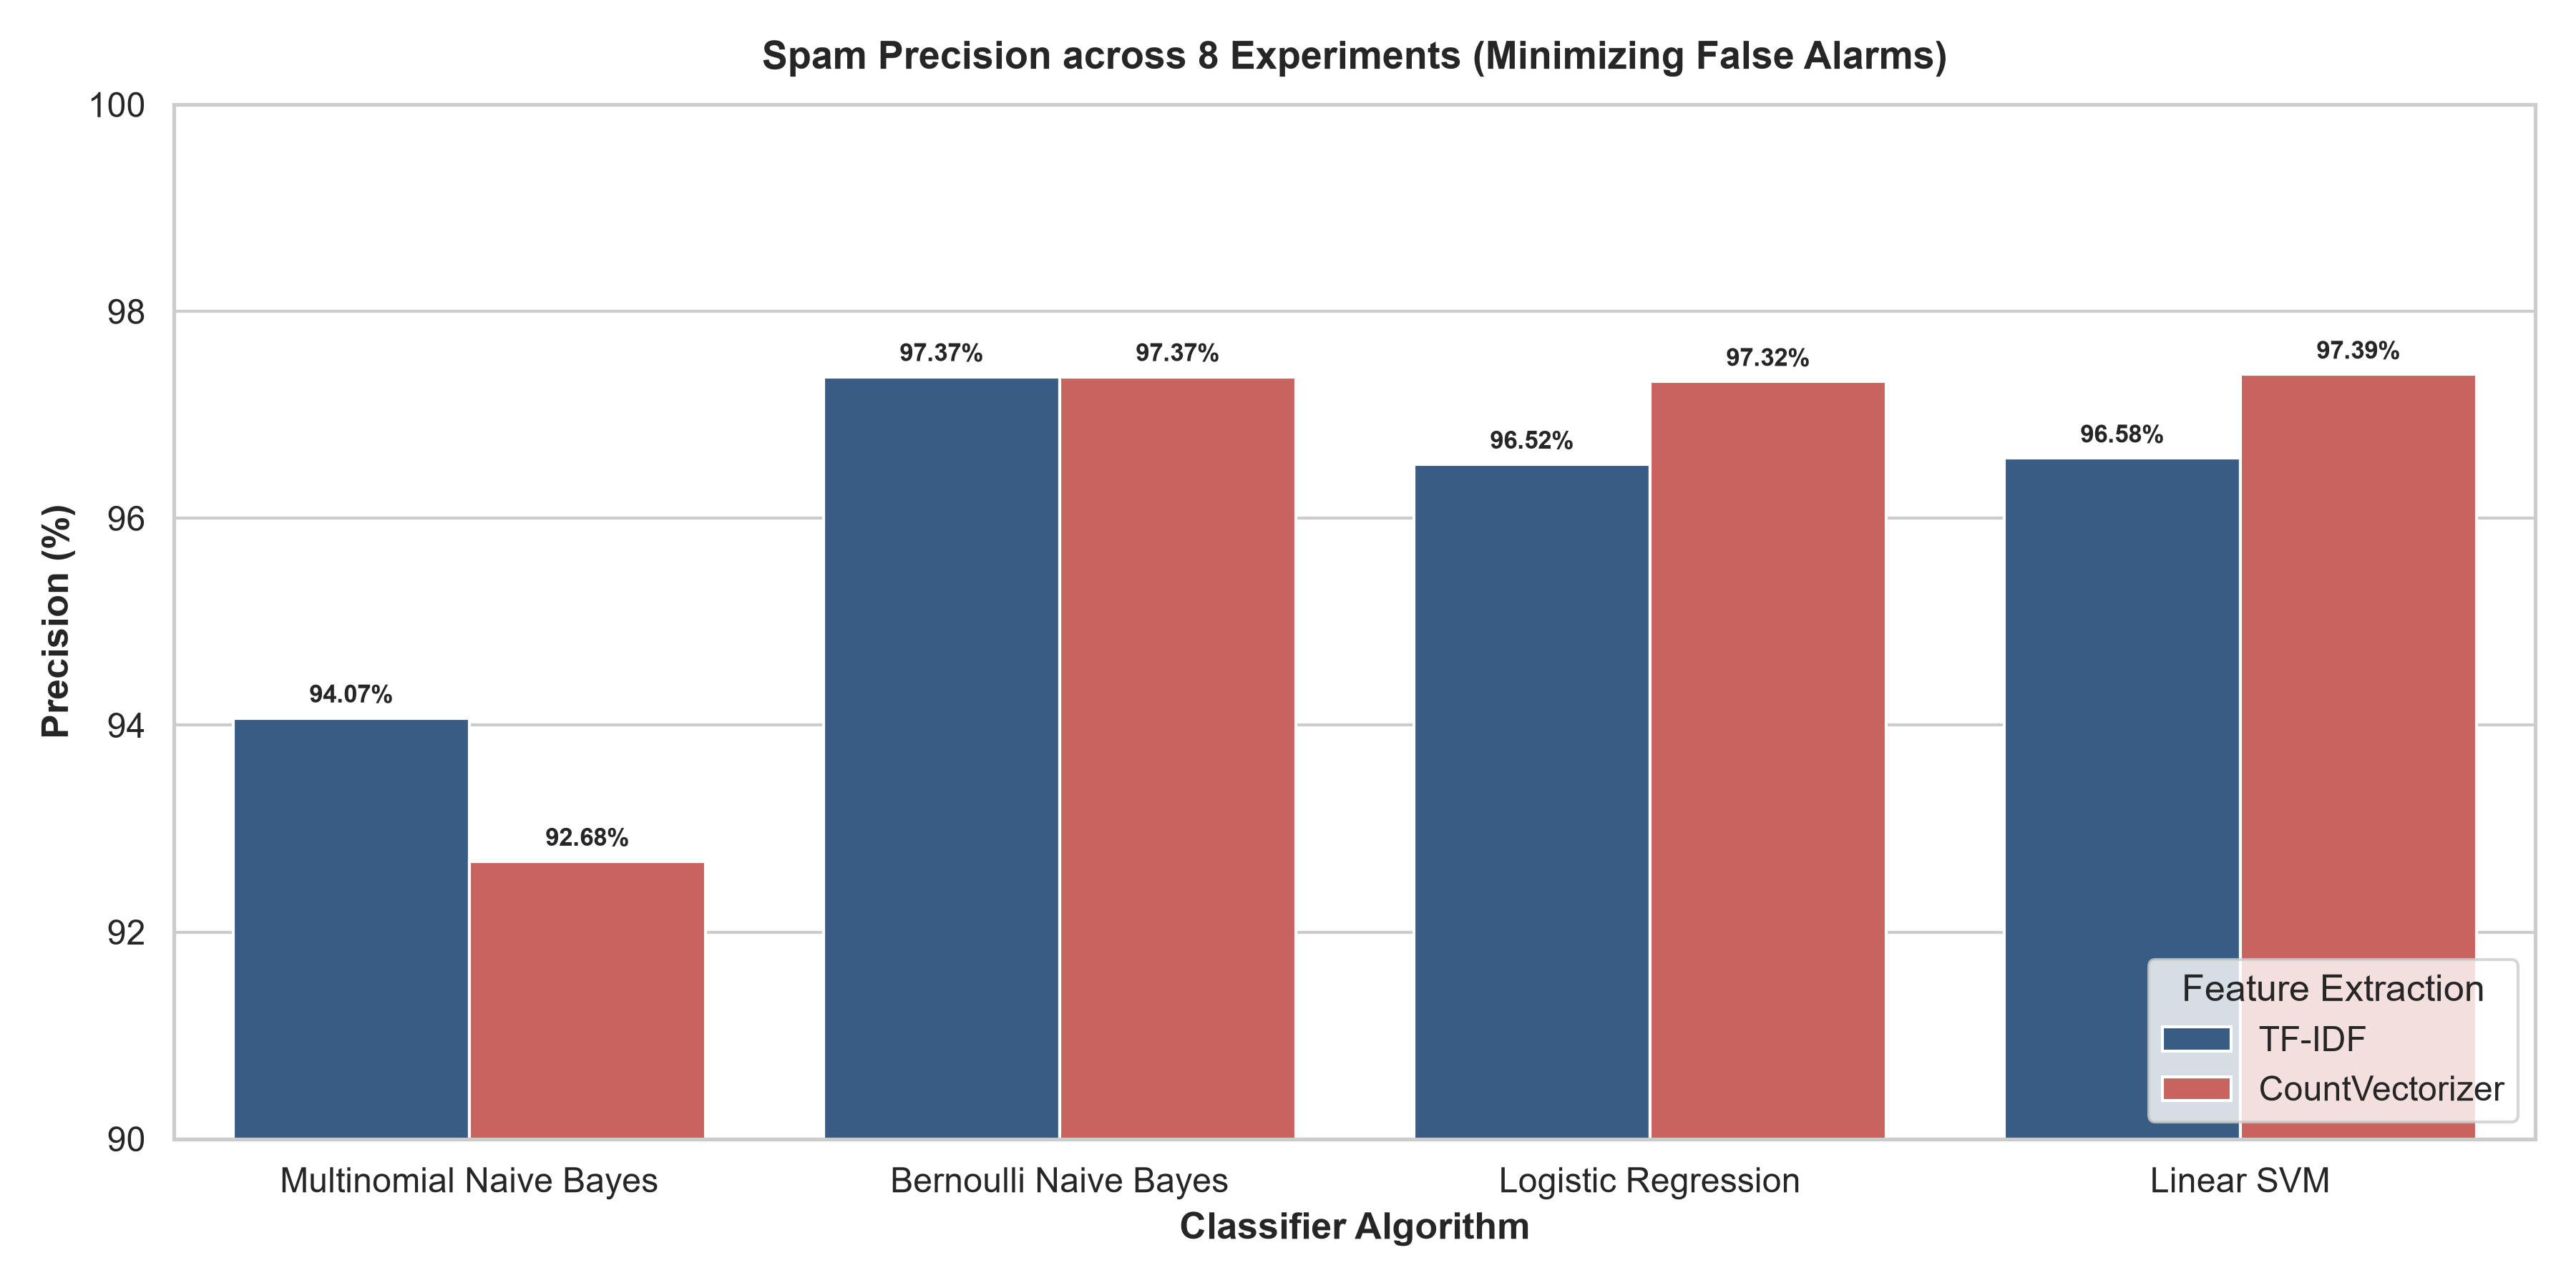 Spam Precision across 8 Experiments (Minimizing False Alarms)
Precision (%)
100
98
96
94
92
90
94.07%
92.68%
97.37%
97.37%
96.52%
97.32%
96.58%
97.39%
Feature Extraction
TF-IDF
CountVectorizer
Multinomial Naive Bayes
Bernoulli Naive Bayes
Logistic Regression
Linear SVM
Classifier Algorithm